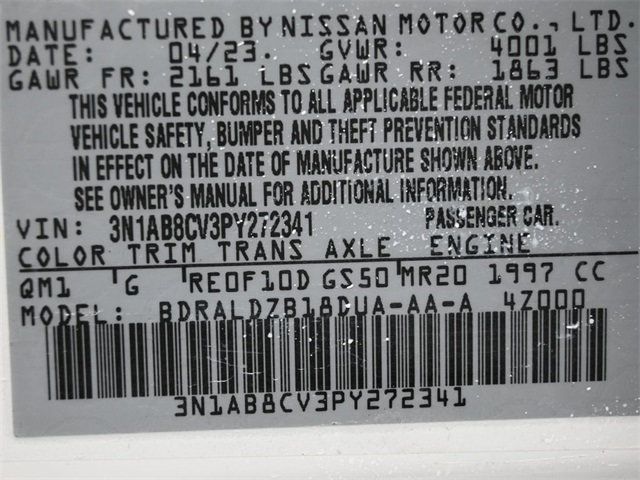 MANUFACTURED BY NISSAN MOTOR CO., LTD.
DATE: 04/23. GVWR: 4001 LBS
GAWR FR: 2161 LBS GAWR RR: 1863 LBS
THIS VEHICLE CONFORMS TO ALL APPLICABLE FEDERAL MOTOR
VEHICLE SAFETY, BUMPER AND THEFT PREVENTION STANDARDS
IN EFFECT ON THE DATE OF MANUFACTURE SHOWN ABOVE.
SEE OWNER'S MANUAL FOR ADDITIONAL INFORMATION.
VIN: 3N1AB8CV3PY272341 PASSENGER CAR.
COLOR TRIM TRANS AXLE ENGINE
QM1 G RE0F10D GS50 MR20 1997 CC
MODEL: BDRALDZB18DUA-AA-A 4Z000
3N1AB8CV3PY272341